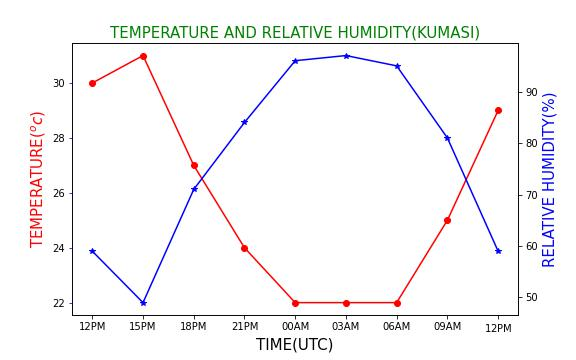 TEMPERATURE AND RELATIVE HUMIDITY(KUMASI)
TEMPERATURE(°c)
30
28
26
24
22
90
80
70
60
50
RELATIVE HUMIDITY(%)
12PM 15PM 18PM 21PM 00AM 03AM 06AM 09AM 12PM
TIME(UTC)